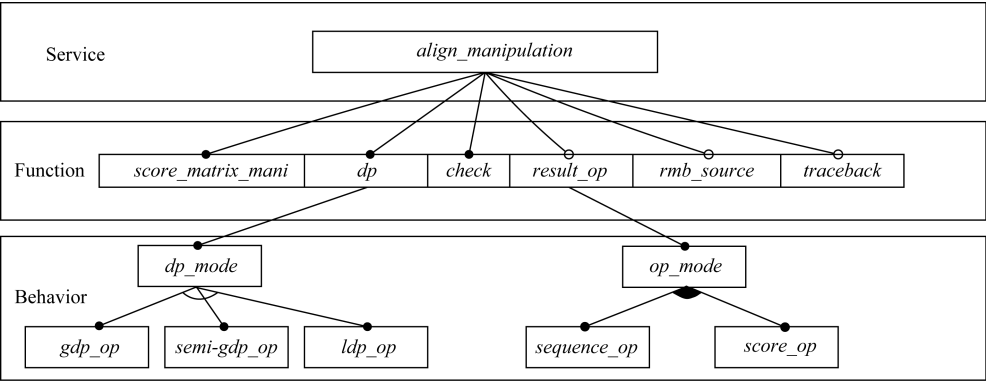 Service
align_manipulation
Function
score_matrix_mani
dp
check
result_op
rmb_source
traceback
Behavior
dp_mode
op_mode
gdp_op
semi-gdp_op
ldp_op
sequence_op
score_op